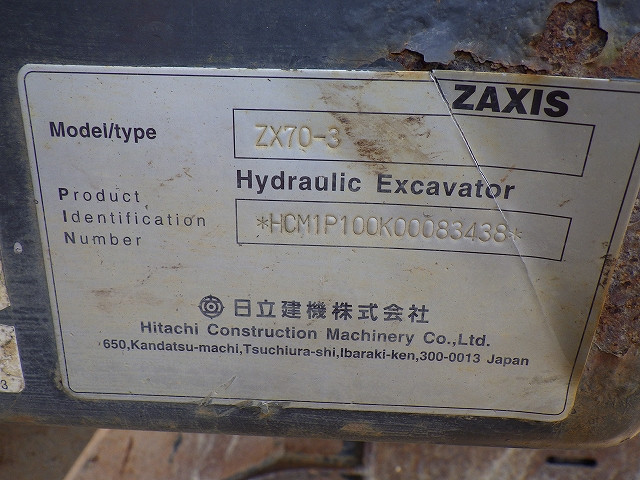 ZAXIS
Model/type ZX70-3
Hydraulic Excavator
Product
Identification
Number
*HCM1P100K00083438*
日立建機株式会社
Hitachi Construction Machinery Co.,Ltd.
650,Kandatsu-machi,Tsuchiura-shi,Ibaraki-ken,300-0013 Japan
3